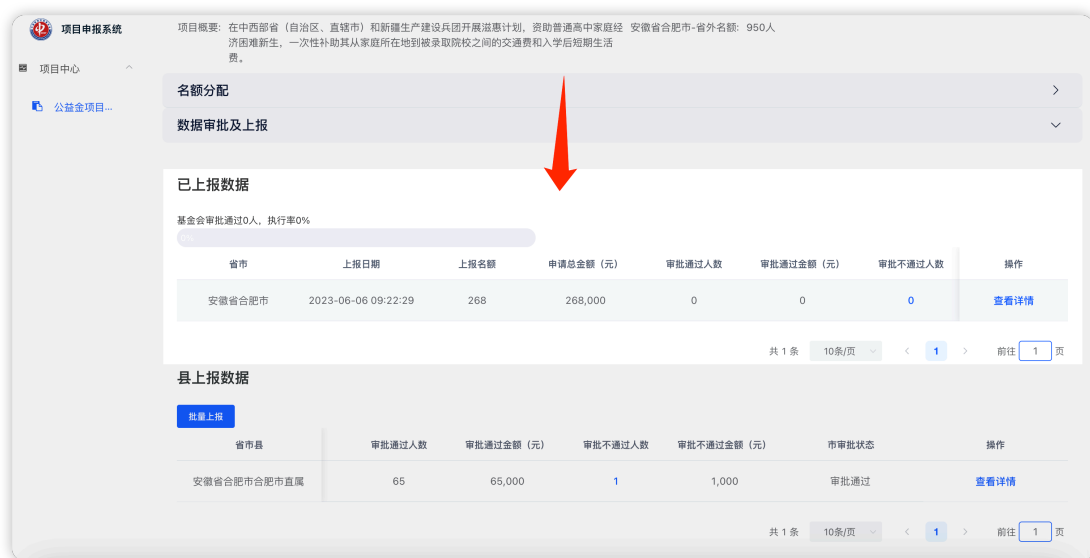 项目申报系统
项目中心
公益金项目...
项目概要: 在中西部省（自治区、直辖市）和新疆生产建设兵团开展滋惠计划，资助普通高中家庭经 安徽省合肥市-省外名额: 950人
济困难新生，一次性补助其从家庭所在地到被录取院校之间的交通费和入学后短期生活
费。
名额分配
数据审批及上报
已上报数据
基金会审批通过0人，执行率0%
0%
省市 上报日期 上报名额 申请总金额（元） 审批通过人数 审批通过金额（元） 审批不通过人数 操作
安徽省合肥市 2023-06-06 09:22:29 268 268,000 0 0 0 查看详情
共 1 条 10条/页 1 前往 1 页
县上报数据
批量上报
省市县 审批通过人数 审批通过金额（元） 审批不通过人数 审批不通过金额（元） 市审批状态 操作
安徽省合肥市合肥市直属 65 65,000 1 1,000 审批通过 查看详情
共 1 条 10条/页 1 前往 1 页